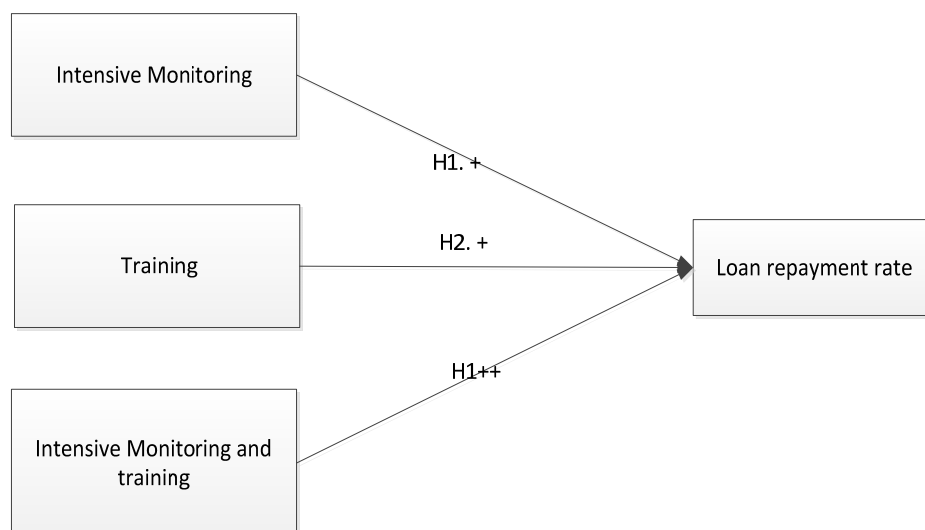 Intensive Monitoring
H1. +
Training
H2. +
Loan repayment rate
H1++
Intensive Monitoring and
training